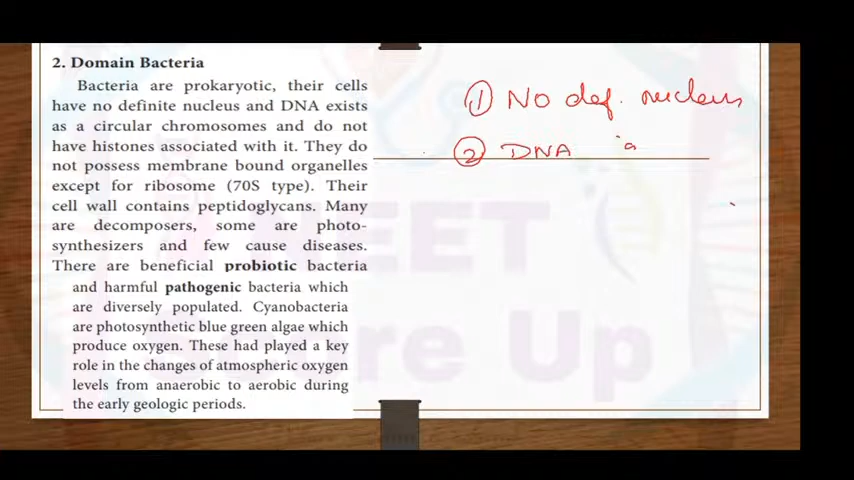 2. Domain Bacteria
Bacteria are prokaryotic, their cells
have no definite nucleus and DNA exists
as a circular chromosomes and do not
have histones associated with it. They do
not possess membrane bound organelles
except for ribosome (70S type). Their
cell wall contains peptidoglycans. Many
are decomposers, some are photo-
synthesizers and few cause diseases.
There are beneficial probiotic bacteria
and harmful pathogenic bacteria which
are diversely populated. Cyanobacteria
are photosynthetic blue green algae which
produce oxygen. These had played a key
role in the changes of atmospheric oxygen
levels from anaerobic to aerobic during
the early geologic periods.
① No def. nucleus
② DNA
NEET
Up